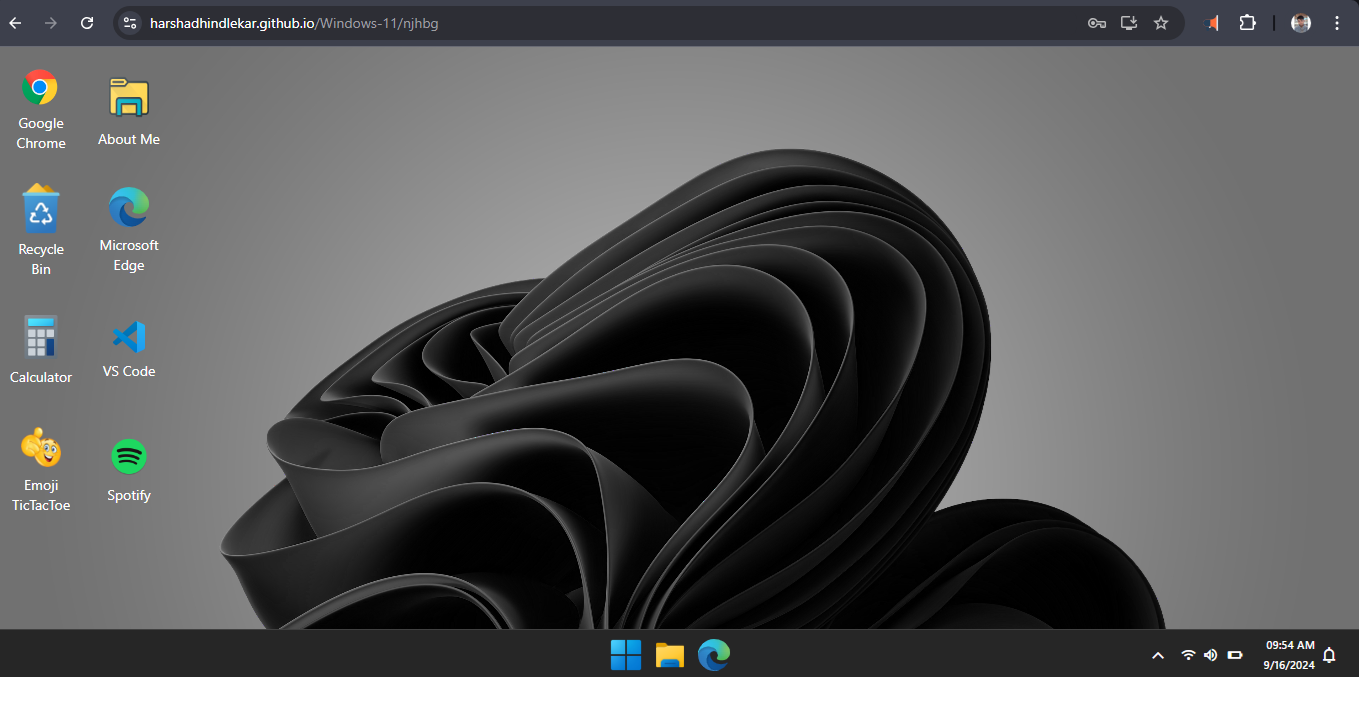 harshadhindlekar.github.io/Windows-11/njhbg
Google
Chrome
About Me
Recycle
Bin
Microsoft
Edge
Calculator
VS Code
Emoji
TicTacToe
Spotify
09:54 AM
9/16/2024